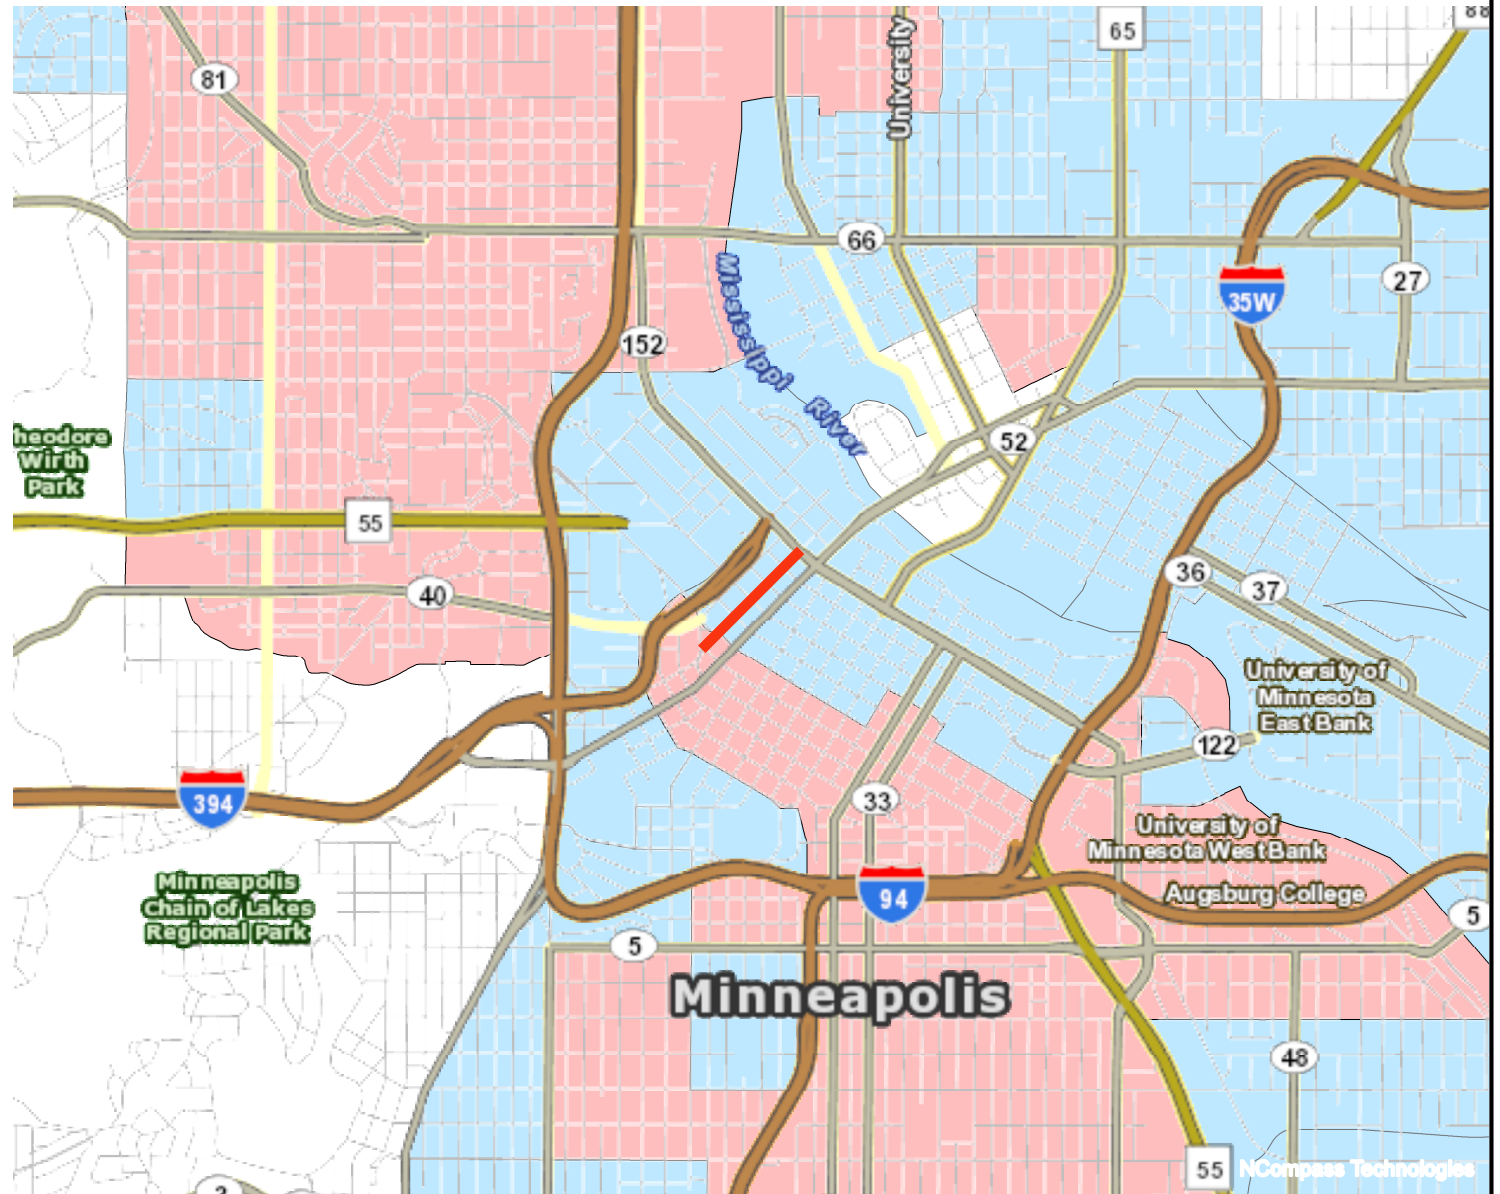 88
65
University
81
66
35W
27
152
Mississippi
River
heodore
Wirth
Park
52
55
40
36
37
University of
Minnesota
East Bank
122
394
33
University of
Minnesota West Bank
Minneapolis
Chain of Lakes
Regional Park
94
Augsburg College
5
5
Minneapolis
48
55
NCompass Technologies